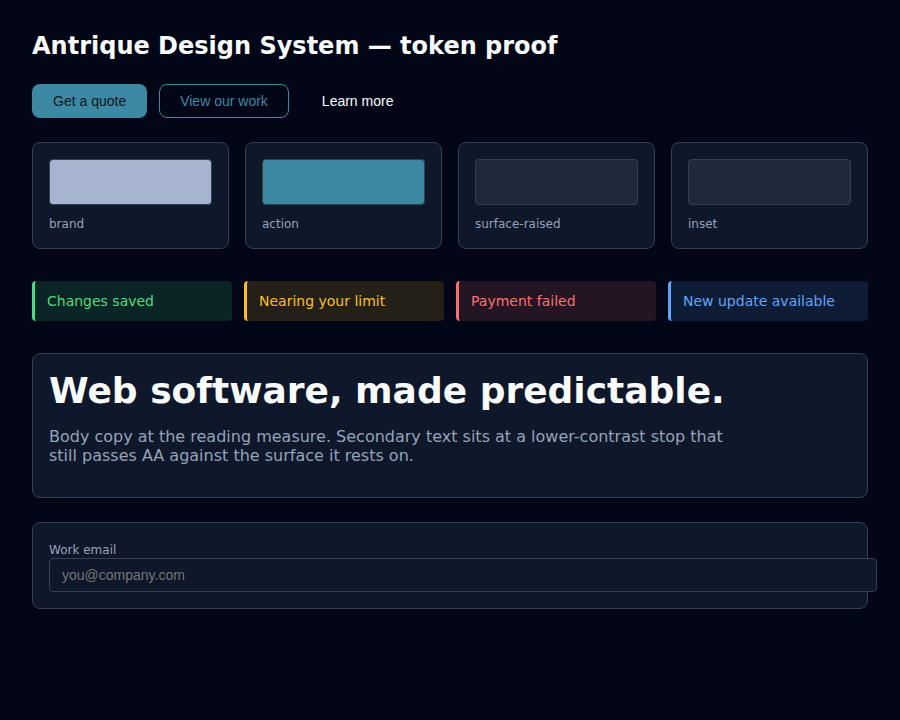 Antrique Design System — token proof
Get a quote
View our work
Learn more
brand
action
surface-raised
inset
Changes saved
Nearing your limit
Payment failed
New update available
Web software, made predictable.
Body copy at the reading measure. Secondary text sits at a lower-contrast stop that
still passes AA against the surface it rests on.
Work email
you@company.com